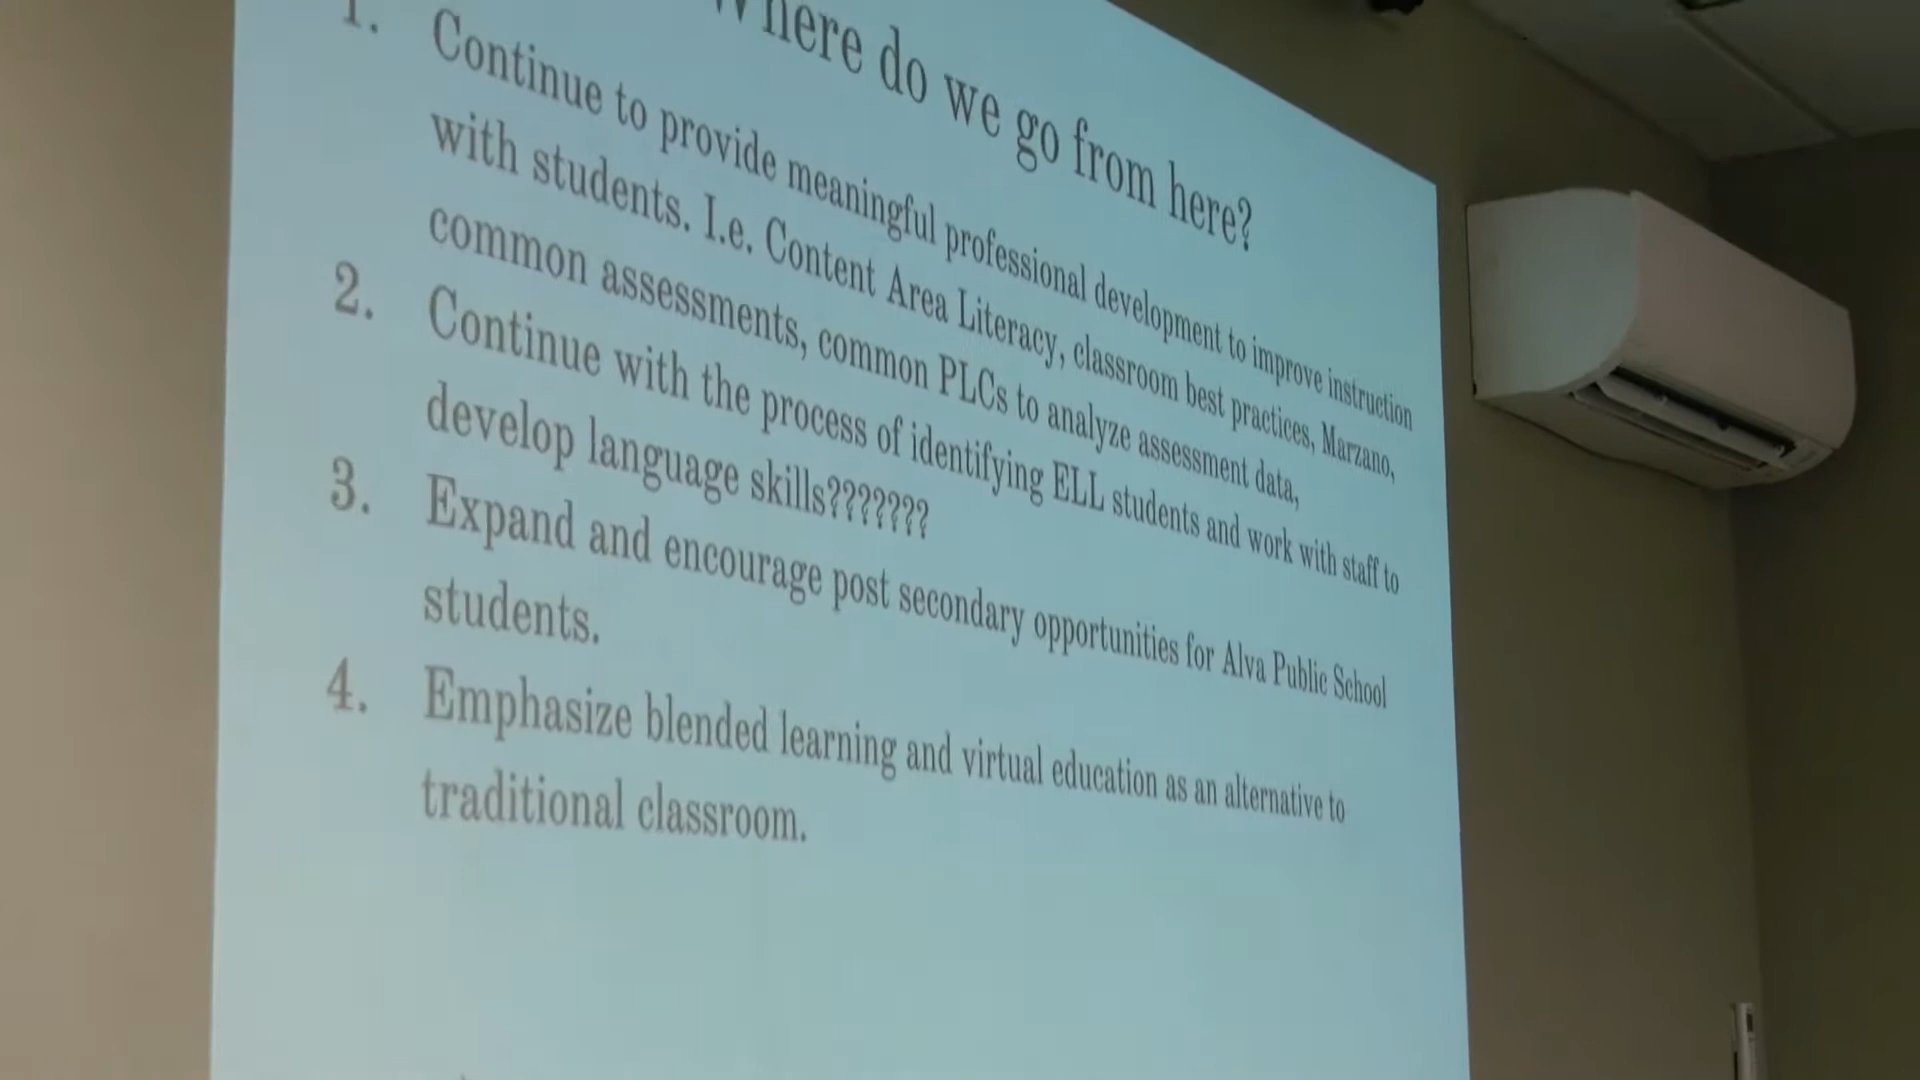 Where do we go from here?
1. Continue to provide meaningful professional development to improve instruction
with students. I.e. Content Area Literacy, classroom best practices, Marzano,
common assessments, common PLCs to analyze assessment data,
2. Continue with the process of identifying ELL students and work with staff to
develop language skills???????
3. Expand and encourage post secondary opportunities for Alva Public School
students.
4. Emphasize blended learning and virtual education as an alternative to
traditional classroom.